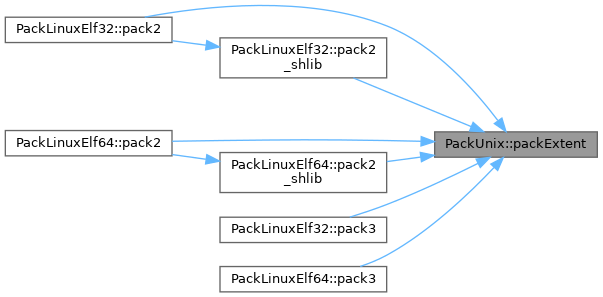 PackLinuxElf32::pack2
PackLinuxElf32::pack2
_shlib
PackUnix::packExtent
PackLinuxElf64::pack2
PackLinuxElf64::pack2
_shlib
PackLinuxElf32::pack3
PackLinuxElf64::pack3